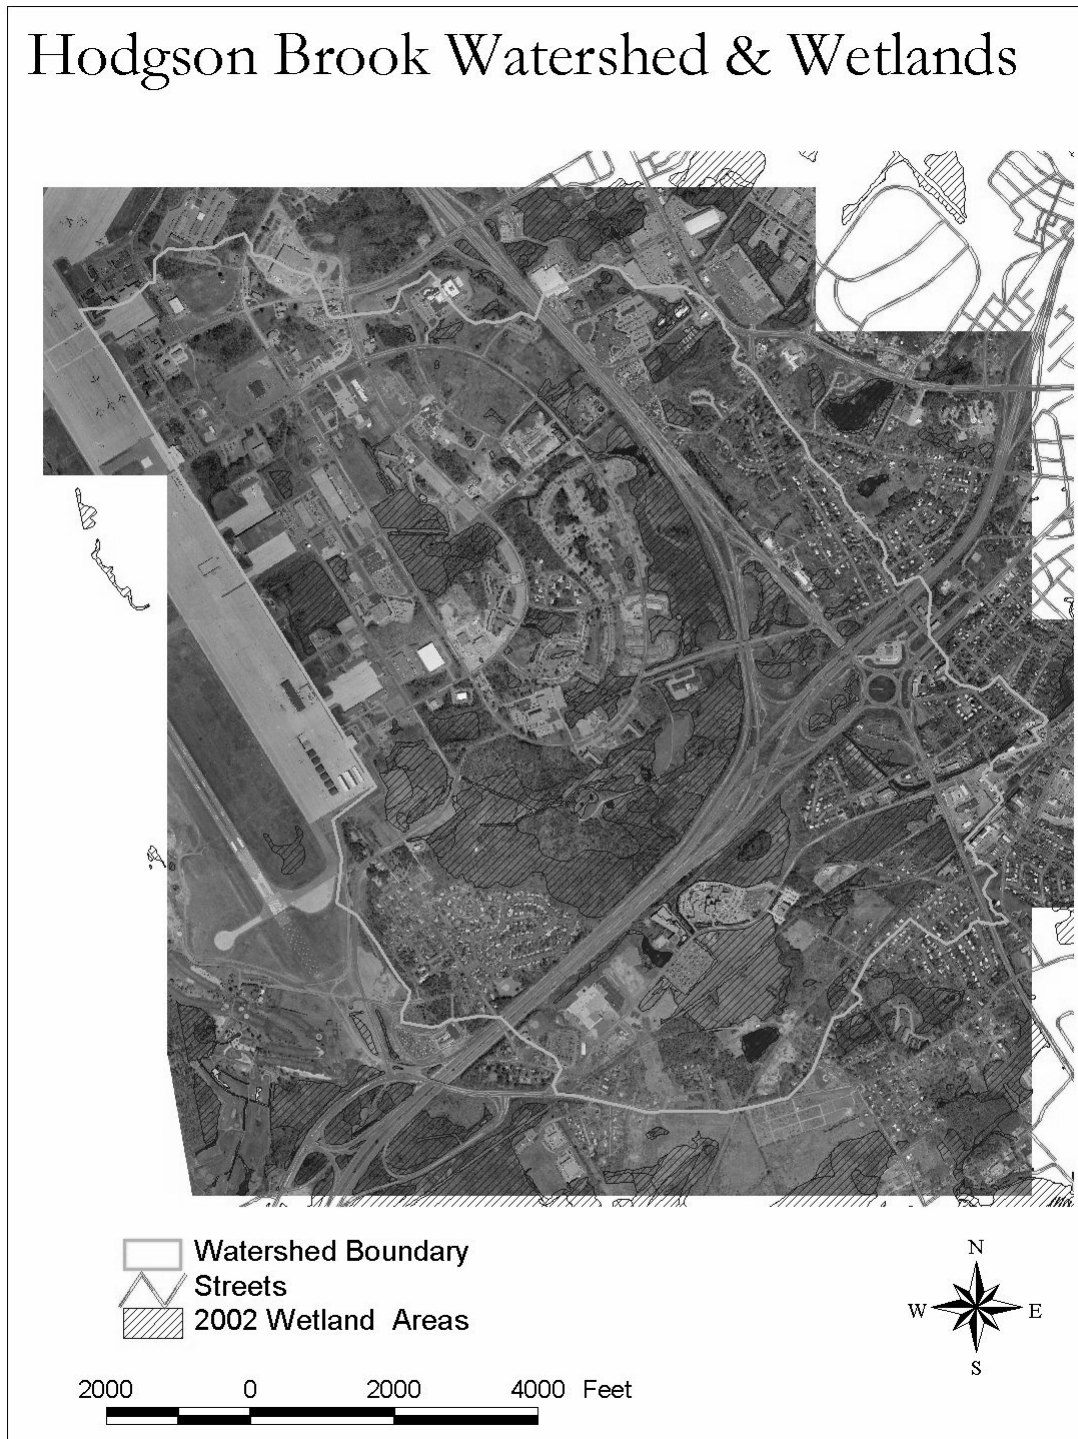 Hodgson Brook Watershed & Wetlands
Watershed Boundary
Streets
2002 Wetland Areas
N
W E
S
2000 0 2000 4000 Feet